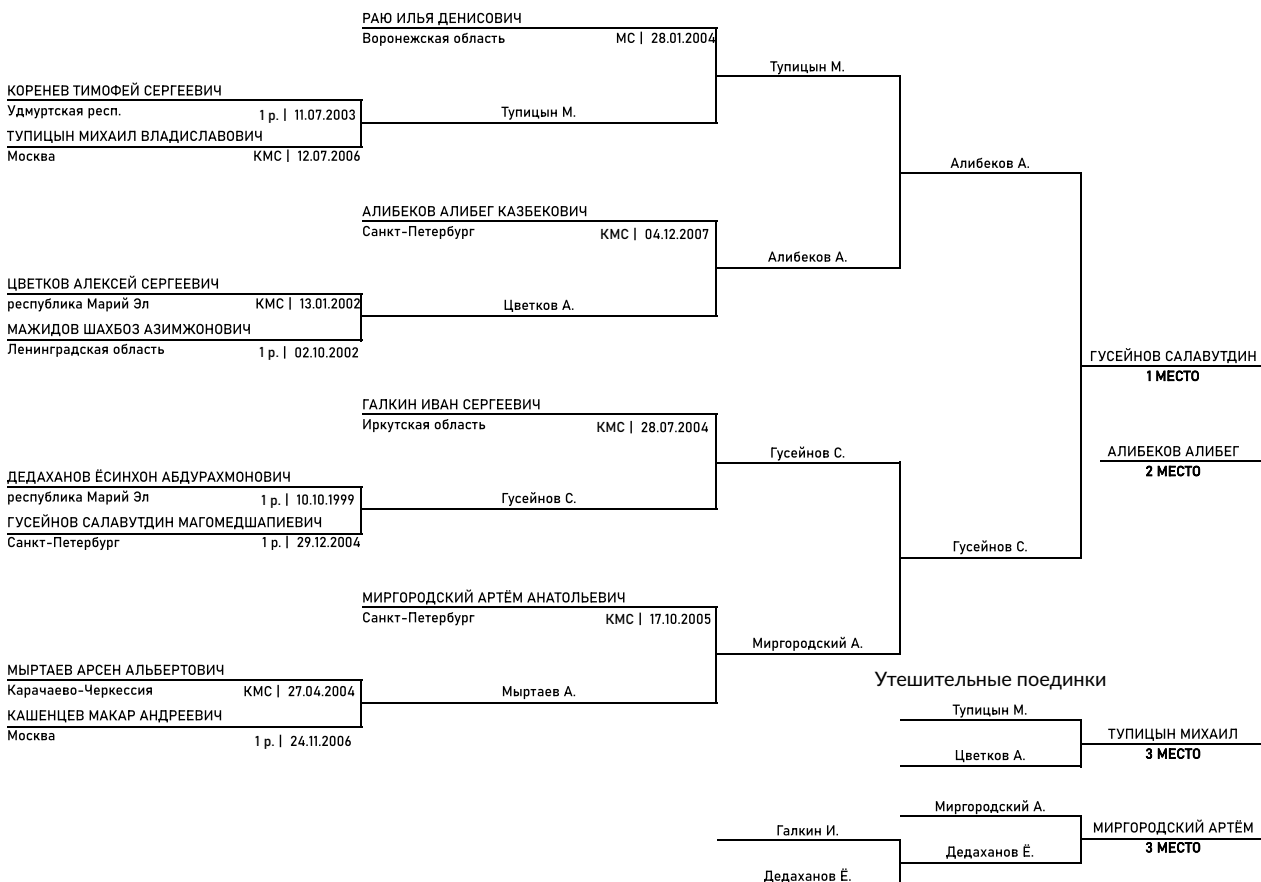 РАЮ ИЛЬЯ ДЕНИСОВИЧ
Воронежская область МС | 28.01.2004
Тупицын М.
КОРЕНЕВ ТИМОФЕЙ СЕРГЕЕВИЧ
Удмуртская респ. 1 р. | 11.07.2003
Тупицын М.
ТУПИЦЫН МИХАИЛ ВЛАДИСЛАВОВИЧ
Москва КМС | 12.07.2006
Алибеков А.
АЛИБЕКОВ АЛИБЕГ КАЗБЕКОВИЧ
Санкт-Петербург КМС | 04.12.2007
Алибеков А.
ЦВЕТКОВ АЛЕКСЕЙ СЕРГЕЕВИЧ
республика Марий Эл КМС | 13.01.2002
Цветков А.
МАЖИДОВ ШАХБОЗ АЗИМЖОНОВИЧ
Ленинградская область 1 р. | 02.10.2002
ГУСЕЙНОВ САЛАВУТДИН
1 МЕСТО
ГАЛКИН ИВАН СЕРГЕЕВИЧ
Иркутская область КМС | 28.07.2004
Гусейнов С.
АЛИБЕКОВ АЛИБЕГ
2 МЕСТО
ДЕДАХАНОВ ЁСИНХОН АБДУРАХМОНОВИЧ
республика Марий Эл 1 р. | 10.10.1999
Гусейнов С.
ГУСЕЙНОВ САЛАВУТДИН МАГОМЕДШАПИЕВИЧ
Санкт-Петербург 1 р. | 29.12.2004
Гусейнов С.
МИРГОРОДСКИЙ АРТЁМ АНАТОЛЬЕВИЧ
Санкт-Петербург КМС | 17.10.2005
Миргородский А.
МЫРТАЕВ АРСЕН АЛЬБЕРТОВИЧ
Карачаево-Черкессия КМС | 27.04.2004
Мыртаев А.
КАШЕНЦЕВ МАКАР АНДРЕЕВИЧ
Москва 1 р. | 24.11.2006
Утешительные поединки
Тупицын М.
ТУПИЦЫН МИХАИЛ
3 МЕСТО
Цветков А.
Миргородский А.
Галкин И.
МИРГОРОДСКИЙ АРТЁМ
3 МЕСТО
Дедаханов Ё.
Дедаханов Ё.